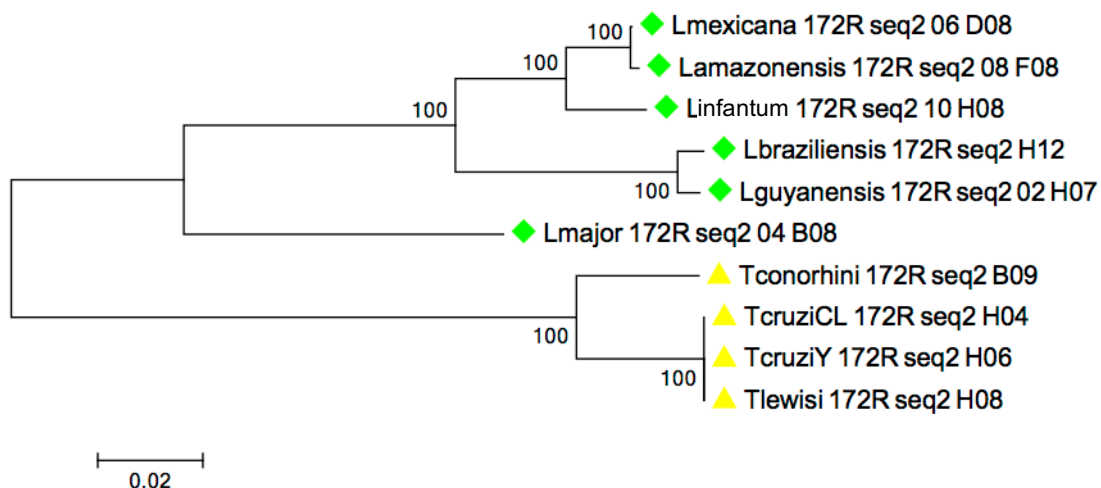 100
Lmexicana 172R seq2 06 D08
100
Lamazonensis 172R seq2 08 F08
100
Linfantum 172R seq2 10 H08
Lbraziliensis 172R seq2 H12
100
Lguyanensis 172R seq2 02 H07
Lmajor 172R seq2 04 B08
Tconorhini 172R seq2 B09
100
TcruziCL 172R seq2 H04
TcruziY 172R seq2 H06
100
Tlewisi 172R seq2 H08
0.02